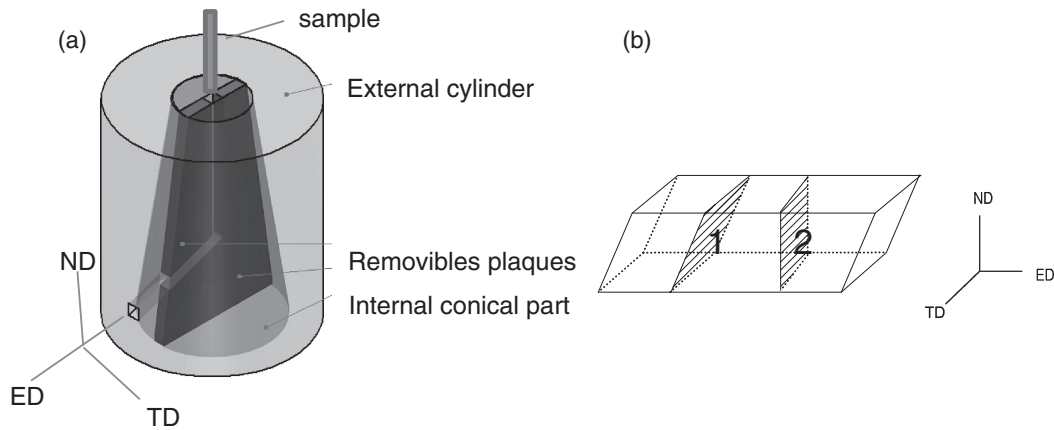 (a)
sample
External cylinder
ND
Removibles plaques
Internal conical part
ED
TD
(b)
1
2
ND
ED
TD